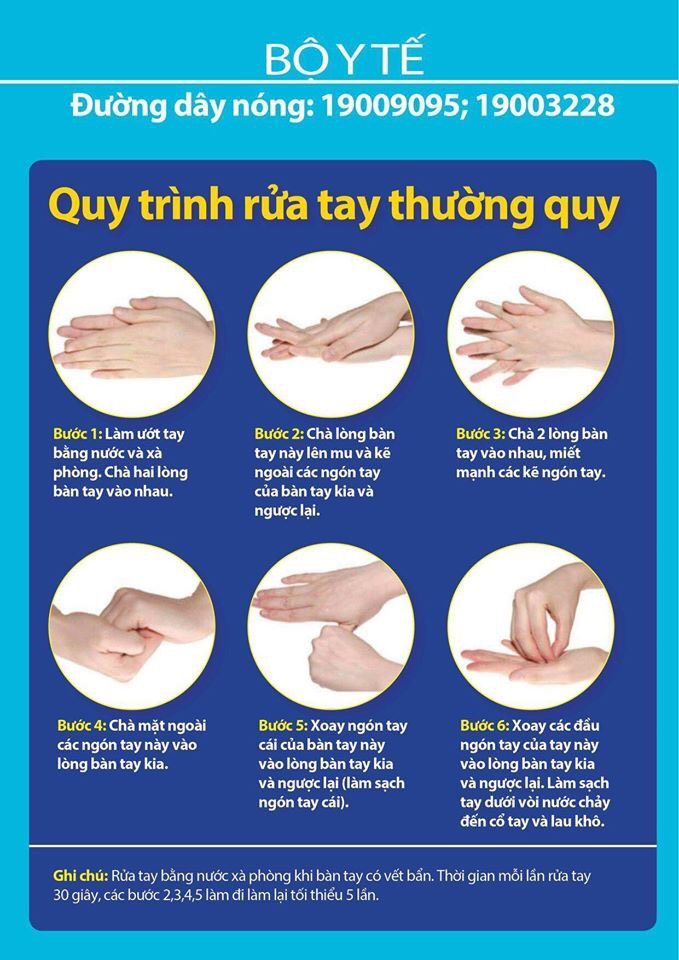 BỘ Y TẾ
Đường dây nóng: 19009095; 19003228
Quy trình rửa tay thường quy
Bước 1: Làm ướt tay
bằng nước và xà
phòng. Chà hai lòng
bàn tay vào nhau.
Bước 2: Chà lòng bàn
tay này lên mu và kẽ
ngoài các ngón tay
của bàn tay kia và
ngược lại.
Bước 3: Chà 2 lòng bàn
tay vào nhau, miết
mạnh các kẽ ngón tay.
Bước 4: Chà mặt ngoài
các ngón tay này vào
lòng bàn tay kia.
Bước 5: Xoay ngón tay
cái của bàn tay này
vào lòng bàn tay kia
và ngược lại (làm sạch
ngón tay cái).
Bước 6: Xoay các đầu
ngón tay của tay này
vào lòng bàn tay kia
và ngược lại. Làm sạch
tay dưới vòi nước chảy
đến cổ tay và lau khô.
Ghi chú: Rửa tay bằng nước xà phòng khi bàn tay có vết bẩn. Thời gian mỗi lần rửa tay
30 giây, các bước 2,3,4,5 làm đi làm lại tối thiểu 5 lần.